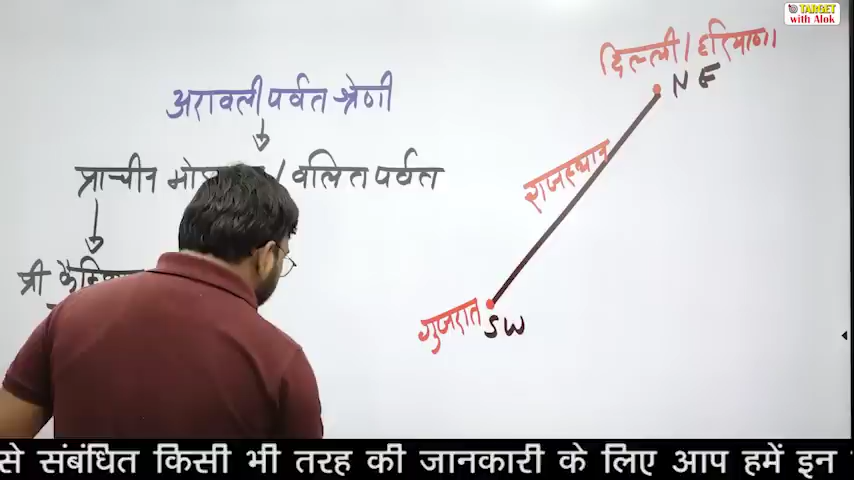 TARGET
with Alok
दिल्ली / हरियाणा
N E
अरावली पर्वत श्रेणी
प्राचीन / वलित पर्वत
राजस्थान
प्री
गुजरात
SW
से संबंधित किसी भी तरह की जानकारी के लिए आप हमें इन